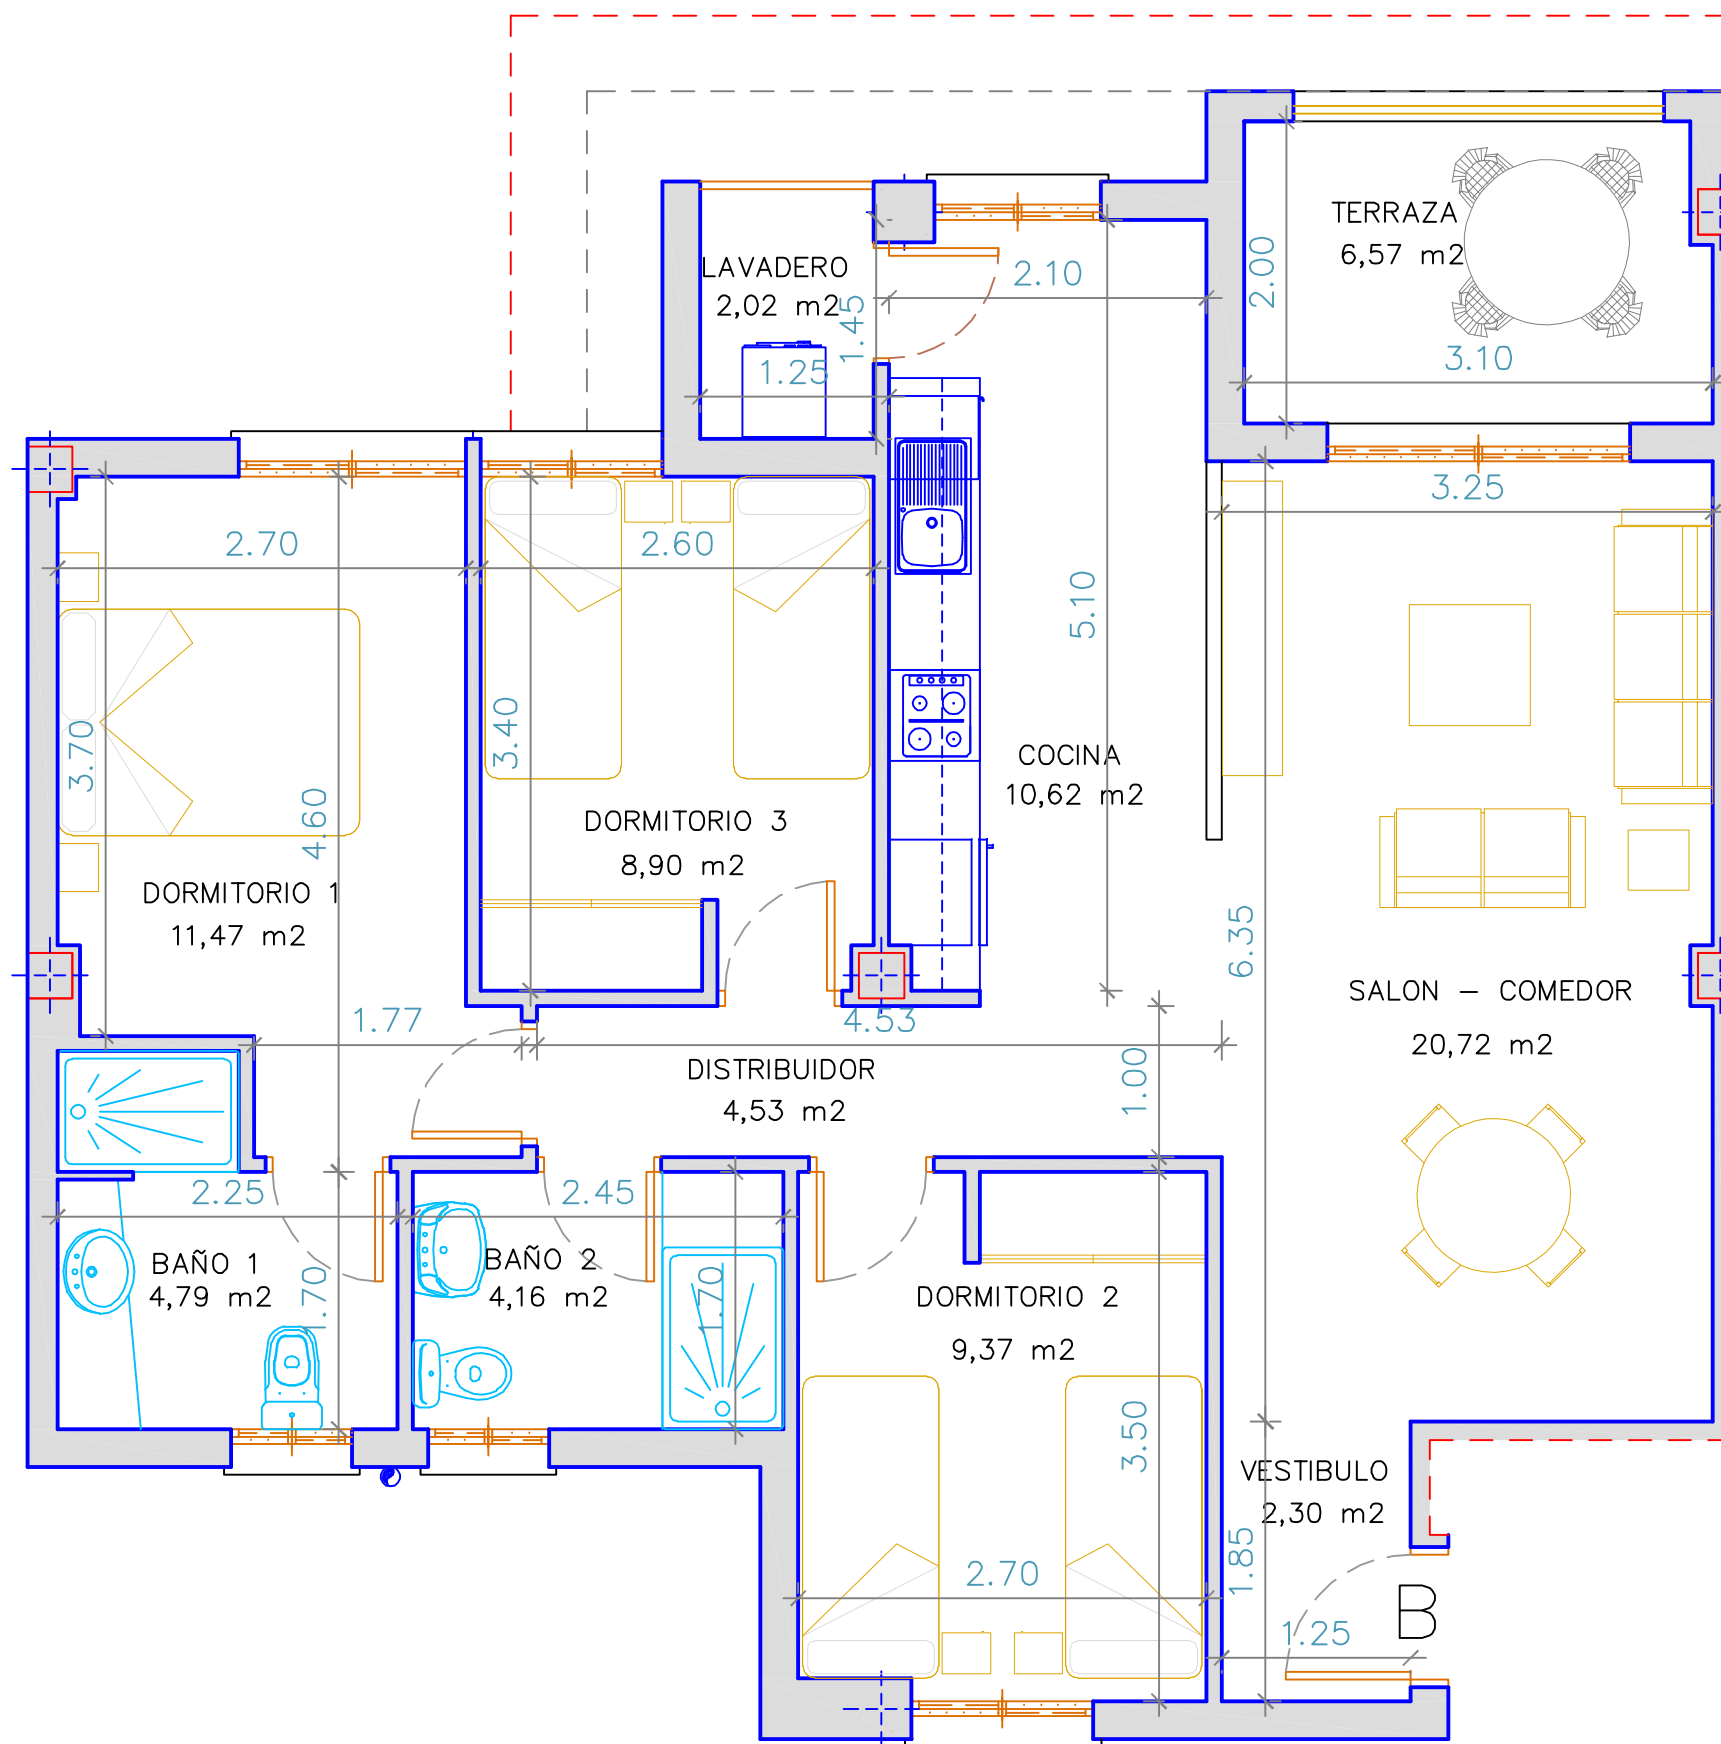 TERRAZA
6,57 m2
2.00
3.10
LAVADERO
2,02 m2
1.45
1.25
2.10
3.25
2.70
2.60
5.10
3.70
4.60
3.40
COCINA
10,62 m2
DORMITORIO 3
8,90 m2
DORMITORIO 1
11,47 m2
6.35
SALON - COMEDOR
20,72 m2
1.77
4.53
DISTRIBUIDOR
4,53 m2
1.00
2.25
2.45
BAÑO 1
4,79 m2
1.70
BAÑO 2
4,16 m2
1.70
DORMITORIO 2
9,37 m2
3.50
2.70
VESTIBULO
2,30 m2
1.85
B
1.25